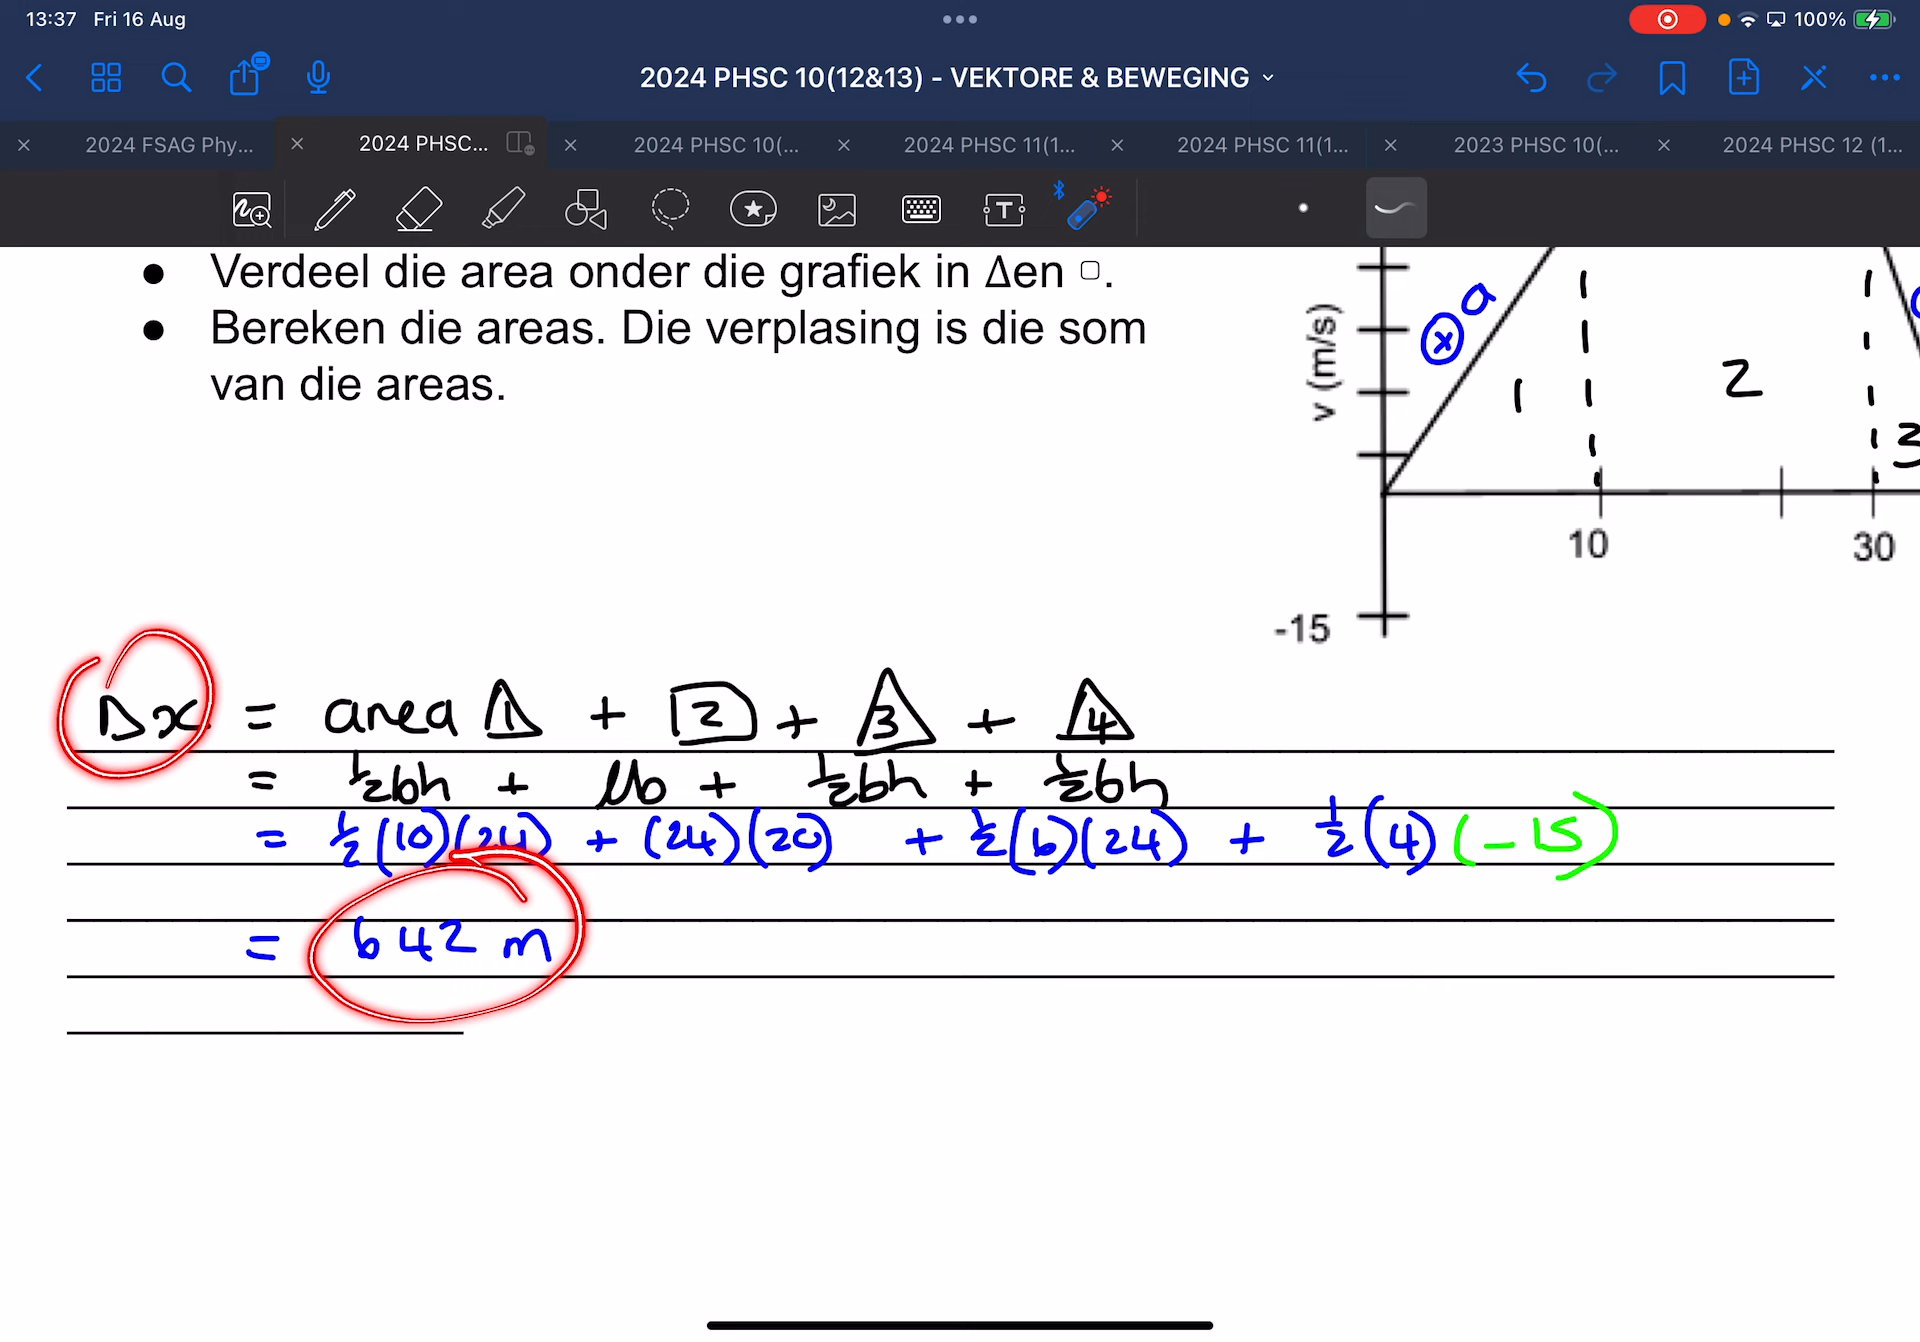 13:37 Fri 16 Aug
100%
2024 PHSC 10(12&13) - VEKTORE & BEWEGING
2024 FSAG Phy...
2024 PHSC...
2024 PHSC 10(...
2024 PHSC 11(1...
2024 PHSC 11(1...
2023 PHSC 10(...
2024 PHSC 12 (1...
• Verdeel die area onder die grafiek in Δen ▢.
• Bereken die areas. Die verplasing is die som
van die areas.
v (m/s)
x a
1
2
3
10
30
-15
Δx = area △1 + □2 + △3 + △4
= ½bh + lb + ½bh + ½bh
= ½(10)(24) + (24)(20) + ½(6)(24) + ½(4)(-15)
= 642 m